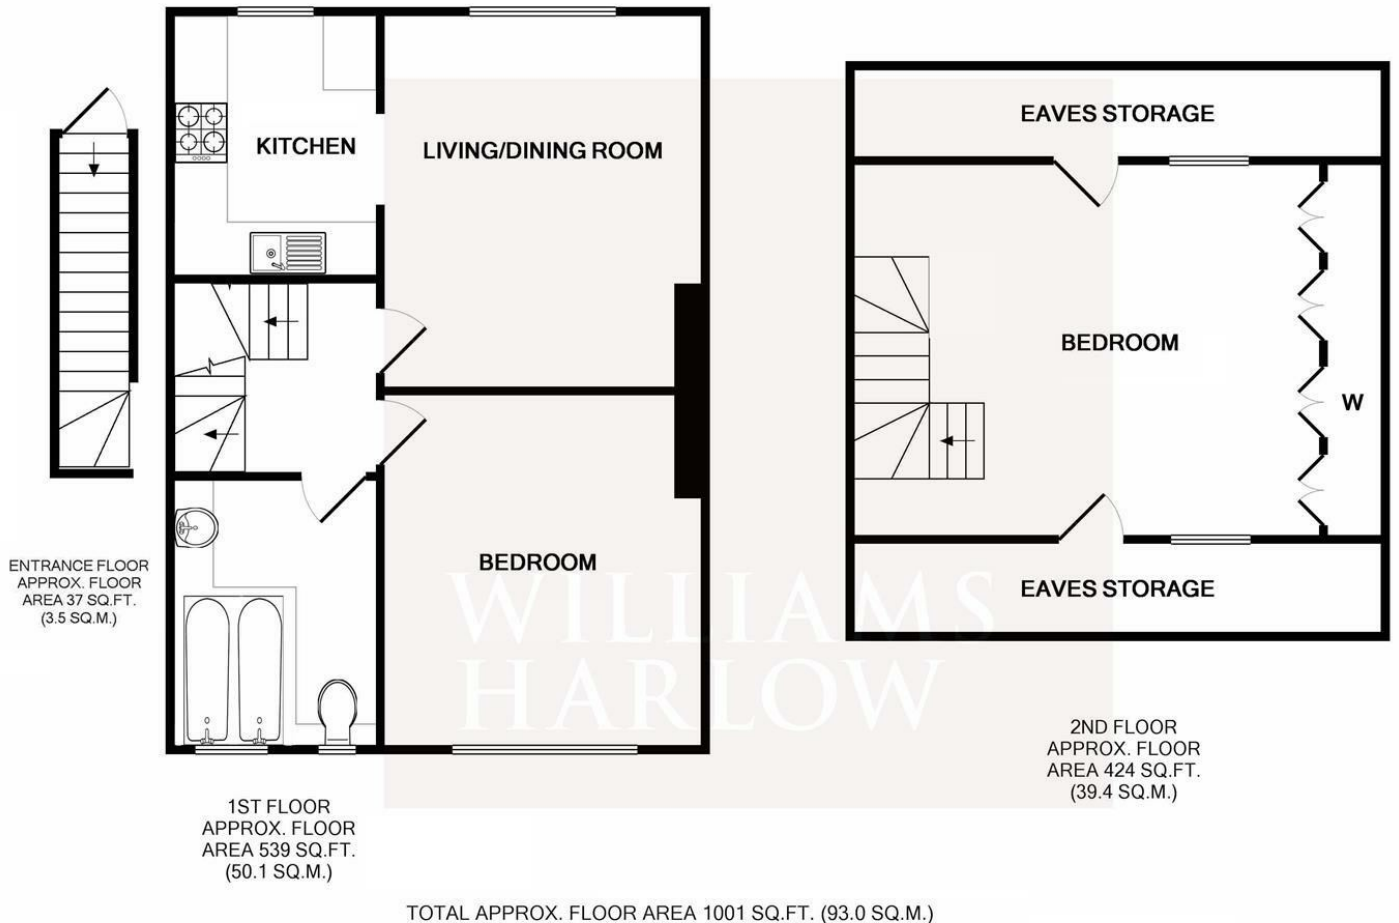 KITCHEN
LIVING/DINING ROOM
BEDROOM
ENTRANCE FLOOR
APPROX. FLOOR
AREA 37 SQ.FT.
(3.5 SQ.M.)
1ST FLOOR
APPROX. FLOOR
AREA 539 SQ.FT.
(50.1 SQ.M.)
EAVES STORAGE
BEDROOM
W
EAVES STORAGE
2ND FLOOR
APPROX. FLOOR
AREA 424 SQ.FT.
(39.4 SQ.M.)
WILLIAMS
HARLOW
TOTAL APPROX. FLOOR AREA 1001 SQ.FT. (93.0 SQ.M.)